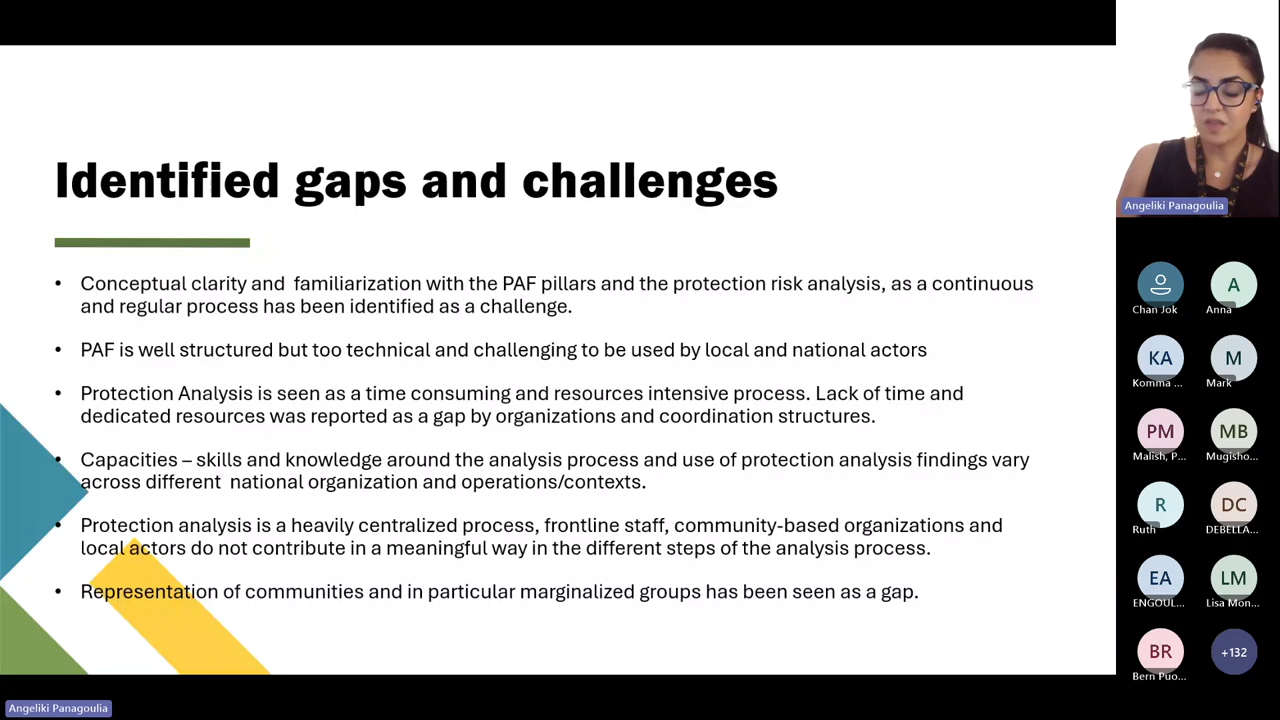 Identified gaps and challenges
• Conceptual clarity and familiarization with the PAF pillars and the protection risk analysis, as a continuous
and regular process has been identified as a challenge.
• PAF is well structured but too technical and challenging to be used by local and national actors
• Protection Analysis is seen as a time consuming and resources intensive process. Lack of time and
dedicated resources was reported as a gap by organizations and coordination structures.
• Capacities – skills and knowledge around the analysis process and use of protection analysis findings vary
across different national organization and operations/contexts.
• Protection analysis is a heavily centralized process, frontline staff, community-based organizations and
local actors do not contribute in a meaningful way in the different steps of the analysis process.
• Representation of communities and in particular marginalized groups has been seen as a gap.
Angeliki Panagoulia
Angeliki Panagoulia
Chan Jok
A
Anna
KA
Komma ...
M
Mark
PM
Malish, P...
MB
Mugisho...
R
Ruth
DC
DEBELLA...
EA
ENGOUL...
LM
Lisa Mon...
BR
Bern Puo...
+132